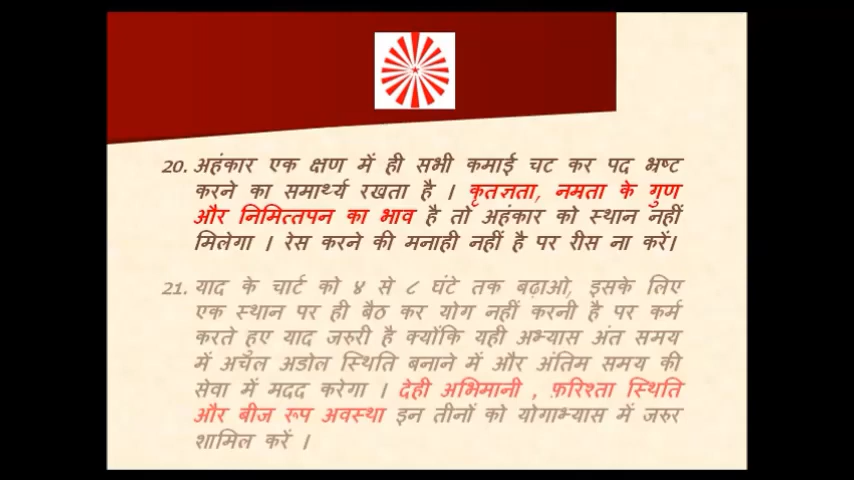 20. अहंकार एक क्षण में ही सभी कमाई चट कर पद भ्रष्ट
करने का समार्थ्य रखता है । कृतज्ञता, नम्रता के गुण
और निमित्तपन का भाव है तो अहंकार को स्थान नहीं
मिलेगा । रेस करने की मनाही नहीं है पर रीस ना करें।
21. याद के चार्ट को ४ से ८ घंटे तक बढ़ाओ, इसके लिए
एक स्थान पर ही बैठ कर योग नहीं करनी है पर कर्म
करते हुए याद जरुरी है क्योंकि यही अभ्यास अंत समय
में अचल अडोल स्थिति बनाने में और अंतिम समय की
सेवा में मदद करेगा । देही अभिमानी , फ़रिश्ता स्थिति
और बीज रूप अवस्था इन तीनों को योगाभ्यास में जरुर
शामिल करें ।